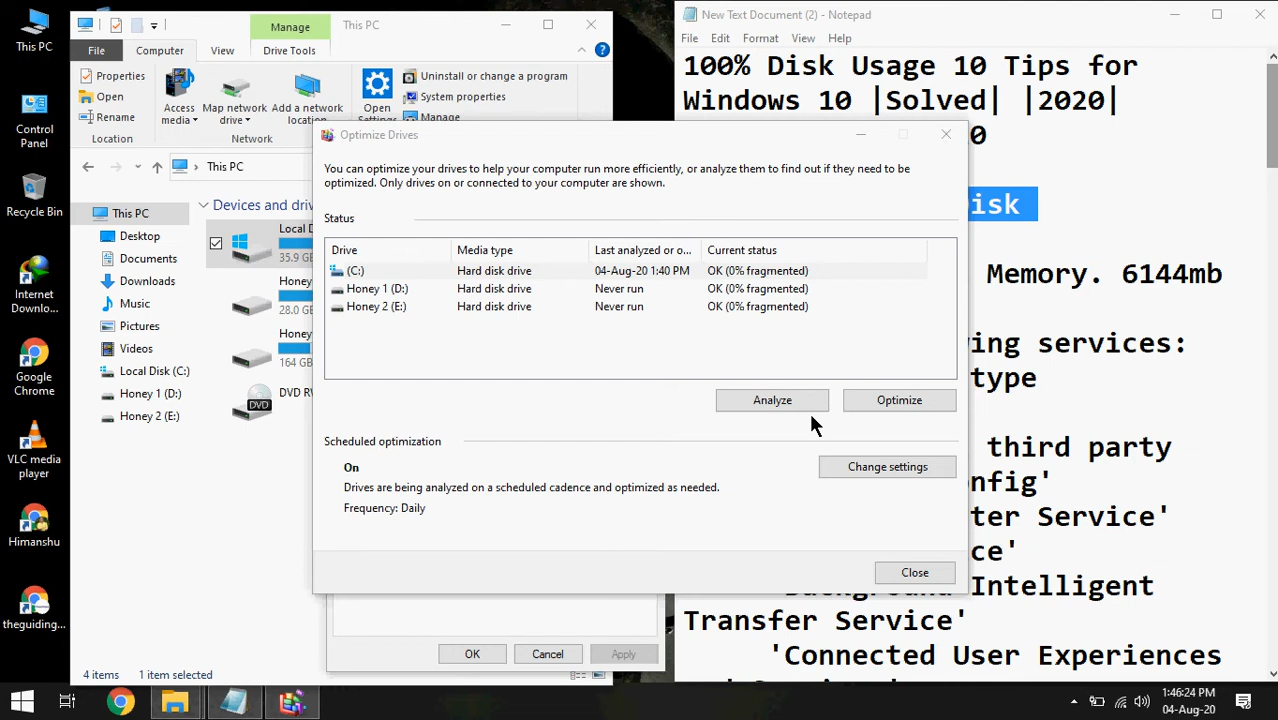 This PC
Manage
This PC
File
Computer
View
Drive Tools
Properties
Open
Rename
Location
Access
media
Map network
drive
Add a network
location
Network
Open
Settings
Uninstall or change a program
System properties
Manage
This PC
This PC
Desktop
Documents
Downloads
Music
Pictures
Videos
Local Disk (C:)
Honey 1 (D:)
Honey 2 (E:)
Devices and driv
Local D
35.9 G
Honey
28.0 G
Honey
164 GB
DVD RV
DVD
4 items
1 item selected
Control
Panel
Recycle Bin
Internet
Downlo...
Google
Chrome
VLC media
player
Himanshu
theguiding...
Optimize Drives
You can optimize your drives to help your computer run more efficiently, or analyze them to find out if they need to be
optimized. Only drives on or connected to your computer are shown.
Status
Drive Media type Last analyzed or o... Current status
(C:) Hard disk drive 04-Aug-20 1:40 PM OK (0% fragmented)
Honey 1 (D:) Hard disk drive Never run OK (0% fragmented)
Honey 2 (E:) Hard disk drive Never run OK (0% fragmented)
Analyze
Optimize
Scheduled optimization
On
Change settings
Drives are being analyzed on a scheduled cadence and optimized as needed.
Frequency: Daily
Close
OK
Cancel
Apply
New Text Document (2) - Notepad
File Edit Format View Help
100% Disk Usage 10 Tips for
Windows 10 |Solved| |2020|
0
isk
Memory. 6144mb
ing services:
type
third party
onfig'
ter Service'
ce'
'Background Intelligent
Transfer Service'
'Connected User Experiences
1:46:24 PM
04-Aug-20